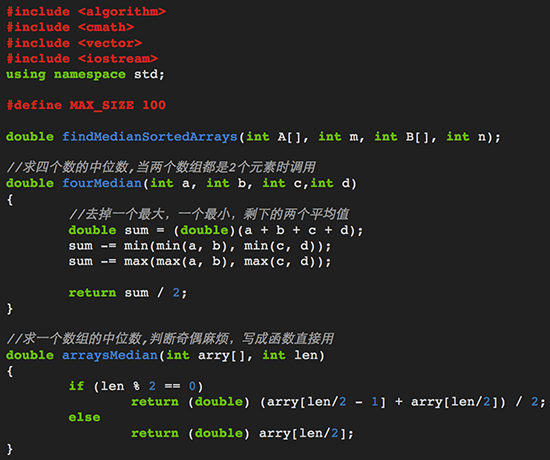 #include <algorithm>
#include <cmath>
#include <vector>
#include <iostream>
using namespace std;
#define MAX_SIZE 100
double findMedianSortedArrays(int A[], int m, int B[], int n);
//求四个数的中位数,当两个数组都是2个元素时调用
double fourMedian(int a, int b, int c,int d)
{
//去掉一个最大，一个最小，剩下的两个平均值
double sum = (double)(a + b + c + d);
sum -= min(min(a, b), min(c, d));
sum -= max(max(a, b), max(c, d));
return sum / 2;
}
//求一个数组的中位数,判断奇偶麻烦，写成函数直接用
double arraysMedian(int arry[], int len)
{
if (len % 2 == 0)
return (double) (arry[len/2 - 1] + arry[len/2]) / 2;
else
return (double) arry[len/2];
}